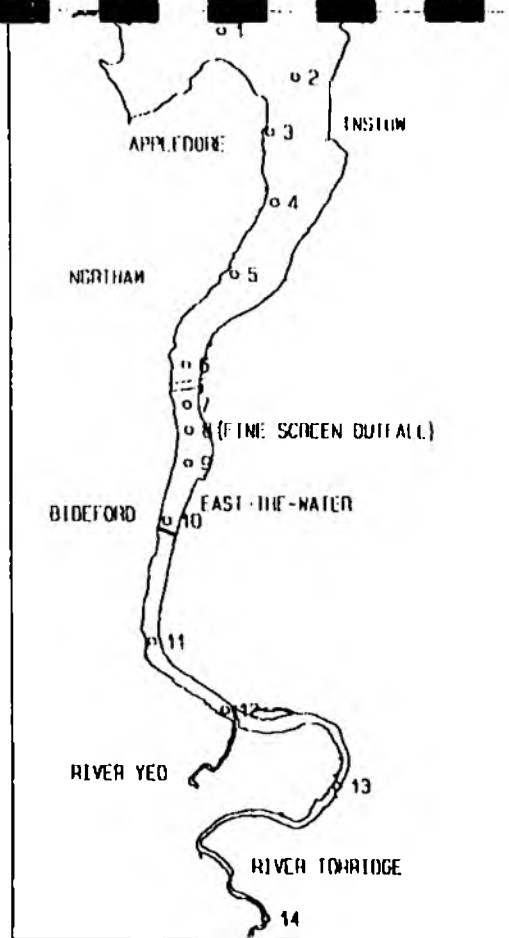 1
2
INSTOW
3
APPLEDORE
4
5
NORTHAM
6
7
8 (FINE SCREEN OUTFALL)
9
EAST-THE-WATER
BIDEFORD
10
11
12
RIVER YEO
13
RIVER TORRIDGE
14